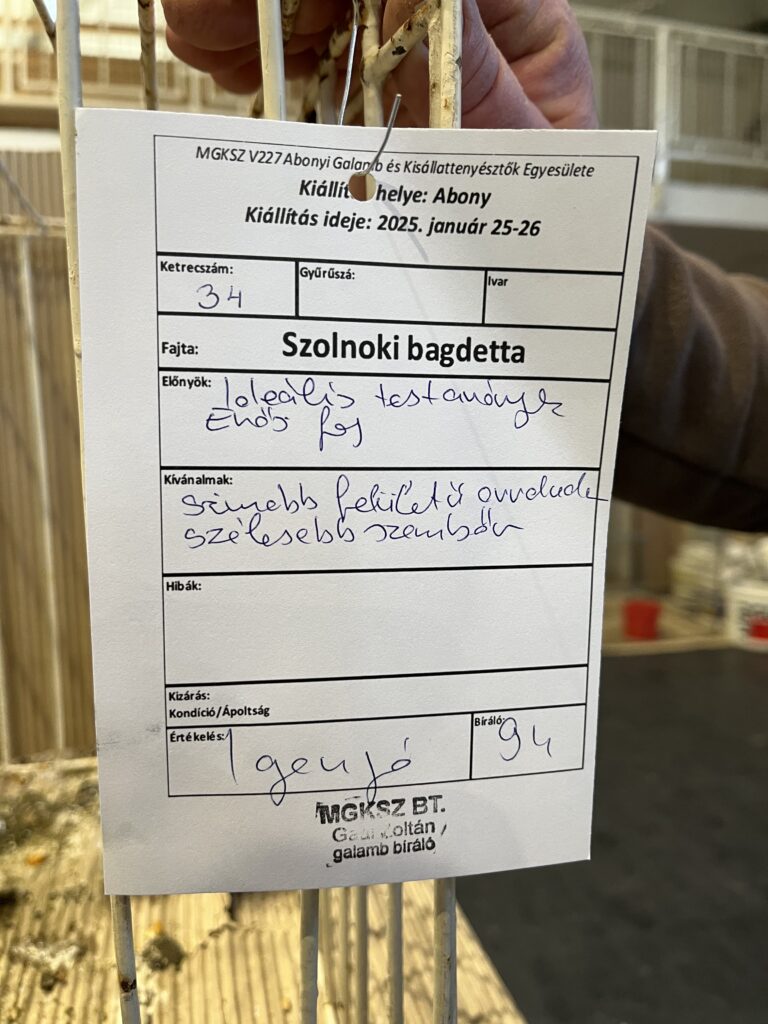 MGKSZ V227 Abonyi Galamb és Kisállattenyésztők Egyesülete
Kiállítás helye: Abony
Kiállítás ideje: 2025. január 25-26
Ketrecszám: 34
Gyűrűszá:
Ivar
Fajta: Szolnoki bagdetta
Előnyök: Ideális testarányok
Erős fej
Kívánalmak:
simább felületű orrdudor
szélesebb szembőr
Hibák:
Kizárás:
Kondíció/Ápoltság
Értékelés: Igen jó
Bíráló: 94
MGKSZ BT.
Zoltán
galamb bíráló